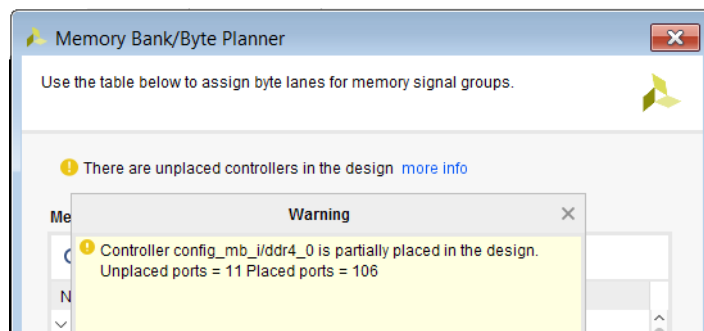 Memory Bank/Byte Planner
Use the table below to assign byte lanes for memory signal groups.
There are unplaced controllers in the design more info
Me
Warning
Controller config_mb_i/ddr4_0 is partially placed in the design.
Unplaced ports = 11 Placed ports = 106
N